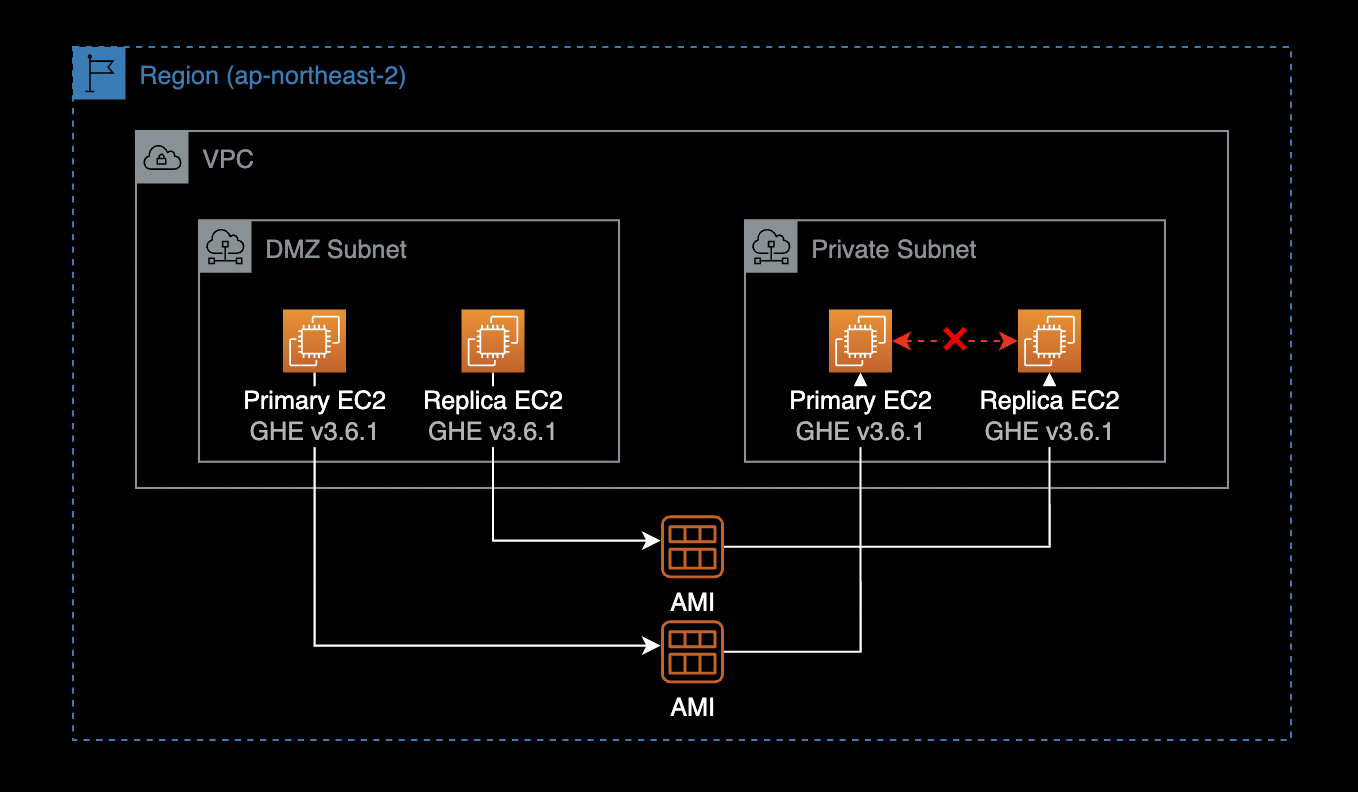 Region (ap-northeast-2)
VPC
DMZ Subnet
Primary EC2
GHE v3.6.1
Replica EC2
GHE v3.6.1
Private Subnet
Primary EC2
GHE v3.6.1
Replica EC2
GHE v3.6.1
AMI
AMI